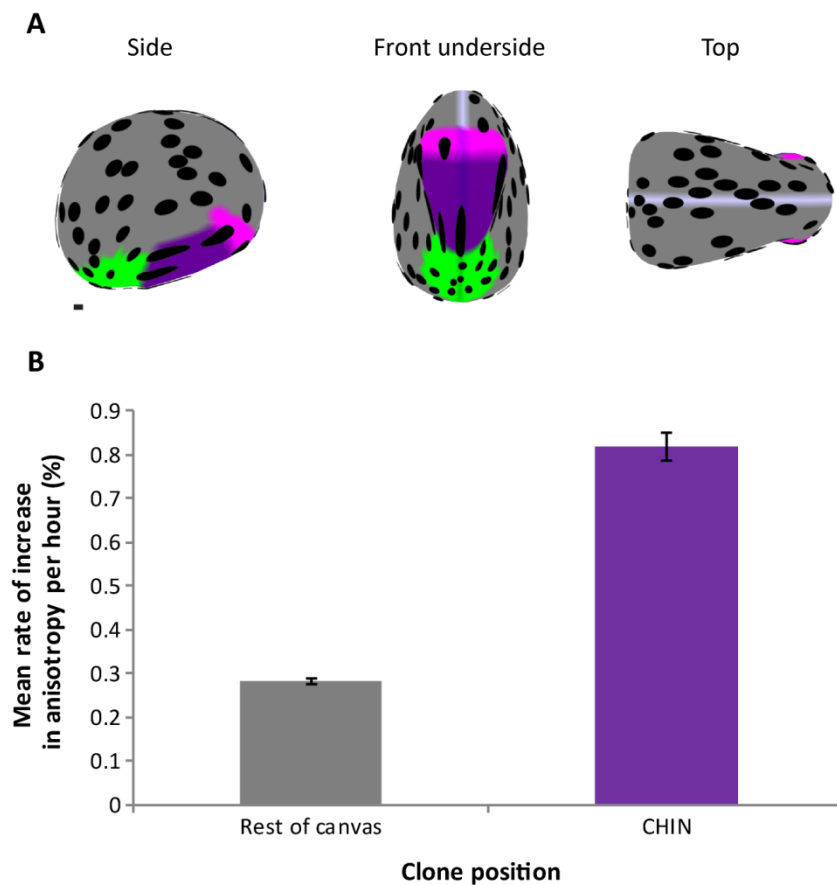 A
Side Front underside Top
B
Mean rate of increase
in anisotropy per hour (%)
0.9
0.8
0.7
0.6
0.5
0.4
0.3
0.2
0.1
0
Rest of canvas CHIN
Clone position